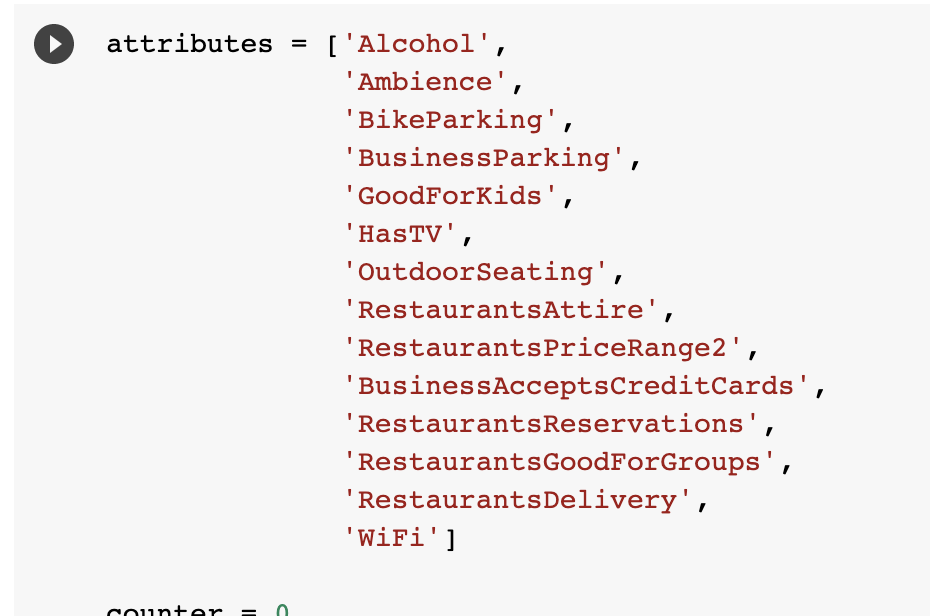 attributes = ['Alcohol',
'Ambience',
'BikeParking',
'BusinessParking',
'GoodForKids',
'HasTV',
'OutdoorSeating',
'RestaurantsAttire',
'RestaurantsPriceRange2',
'BusinessAcceptsCreditCards',
'RestaurantsReservations',
'RestaurantsGoodForGroups',
'RestaurantsDelivery',
'WiFi']
counter = 0